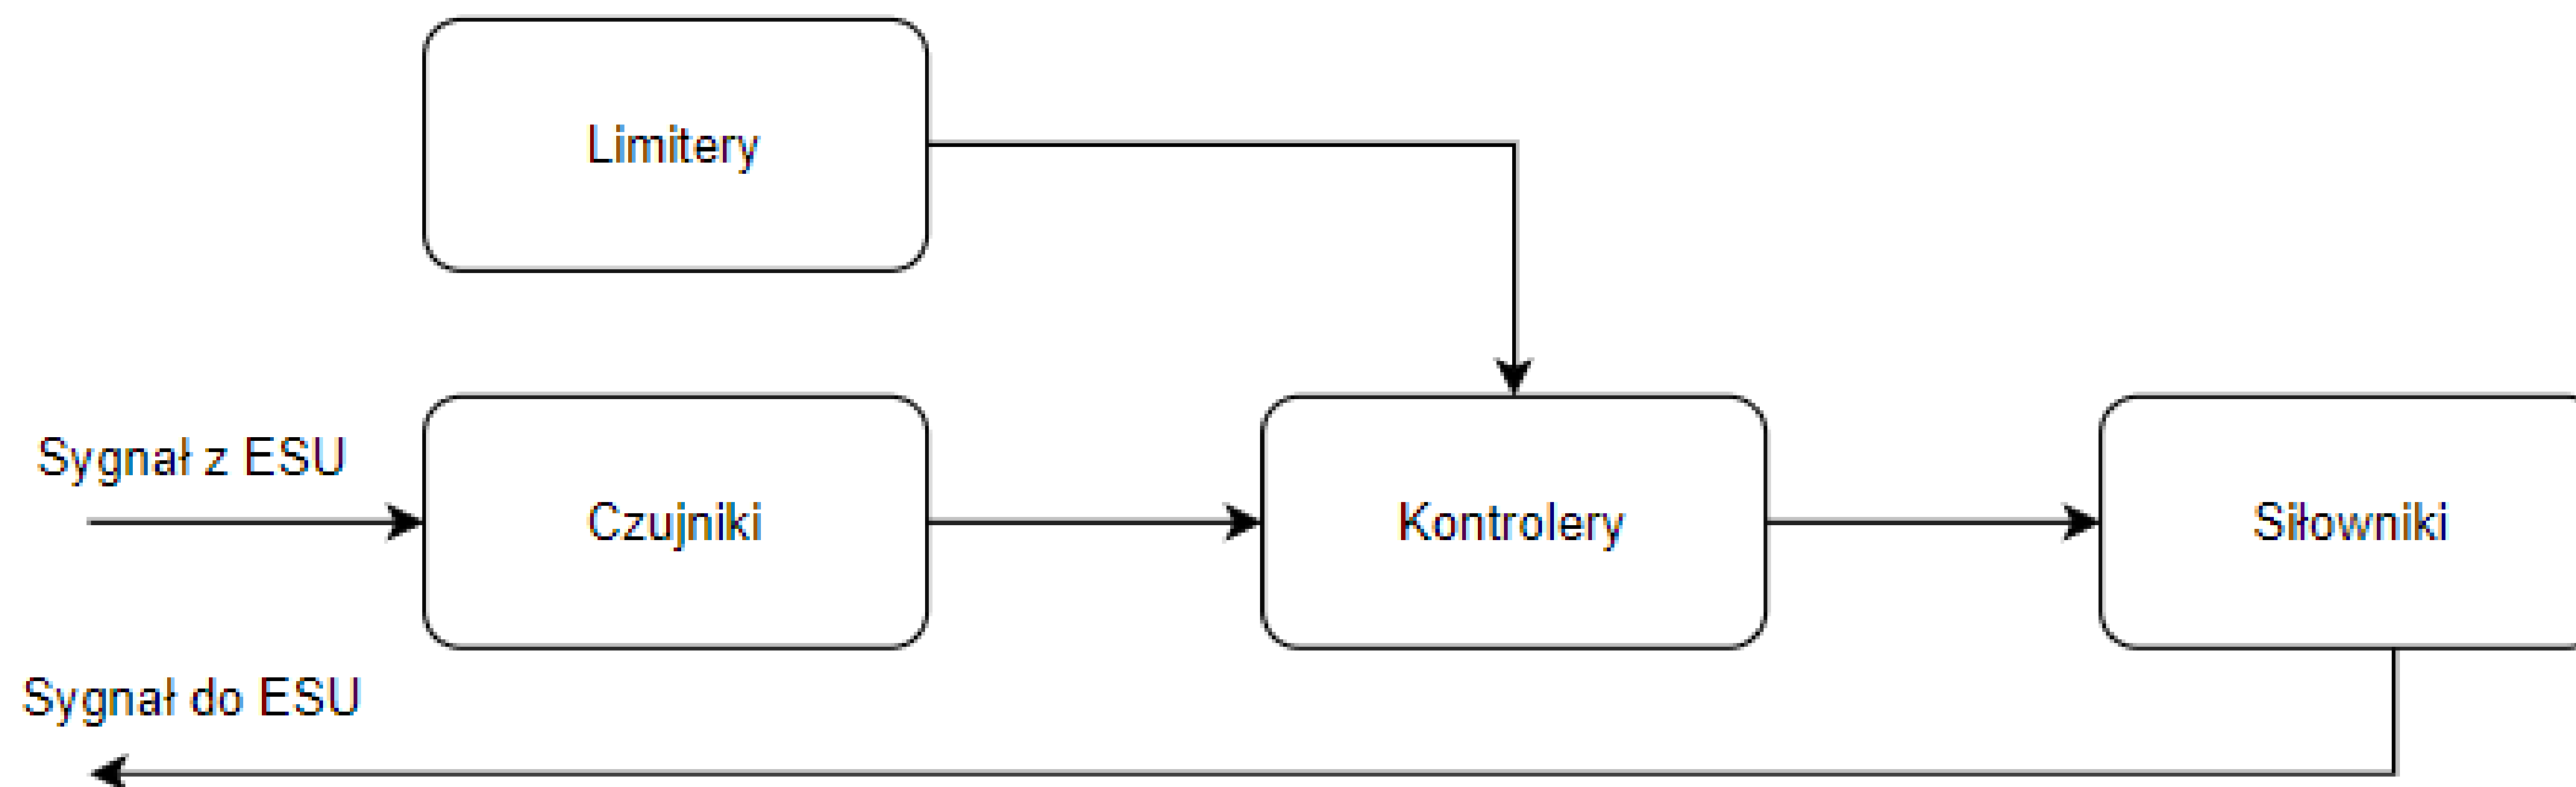 Limitery
Sygnał z ESU
Czujniki
Kontrolery
Siłowniki
Sygnał do ESU